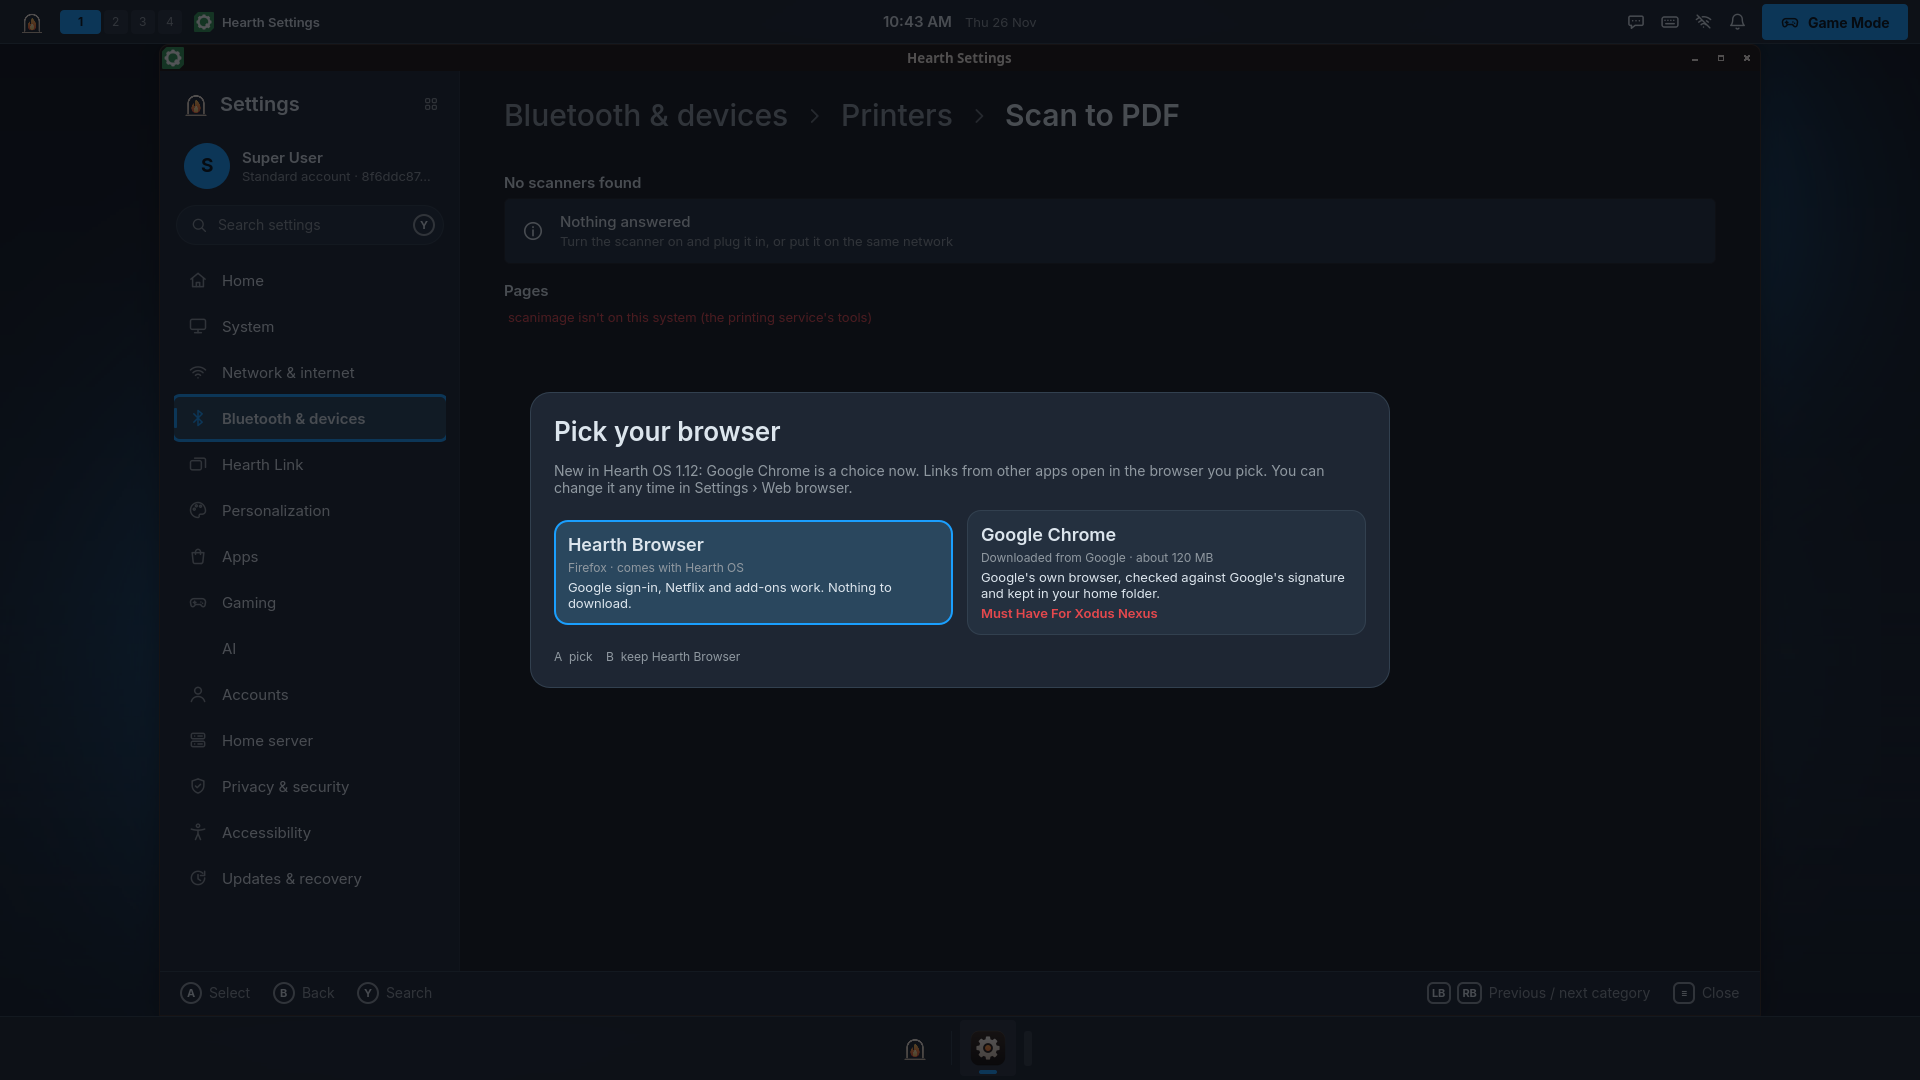 1 2 3 4 Hearth Settings
10:43 AM Thu 26 Nov
Game Mode
Hearth Settings
Settings
S
Super User
Standard account · 8f6ddc87...
Search settings Y
Home
System
Network & internet
Bluetooth & devices
Hearth Link
Personalization
Apps
Gaming
AI
Accounts
Home server
Privacy & security
Accessibility
Updates & recovery
Bluetooth & devices › Printers › Scan to PDF
No scanners found
Nothing answered
Turn the scanner on and plug it in, or put it on the same network
Pages
scanimage isn't on this system (the printing service's tools)
Pick your browser
New in Hearth OS 1.12: Google Chrome is a choice now. Links from other apps open in the browser you pick. You can
change it any time in Settings › Web browser.
Hearth Browser
Firefox · comes with Hearth OS
Google sign-in, Netflix and add-ons work. Nothing to
download.
Google Chrome
Downloaded from Google · about 120 MB
Google's own browser, checked against Google's signature
and kept in your home folder.
Must Have For Xodus Nexus
A pick B keep Hearth Browser
A Select B Back Y Search
LB RB Previous / next category ≡ Close